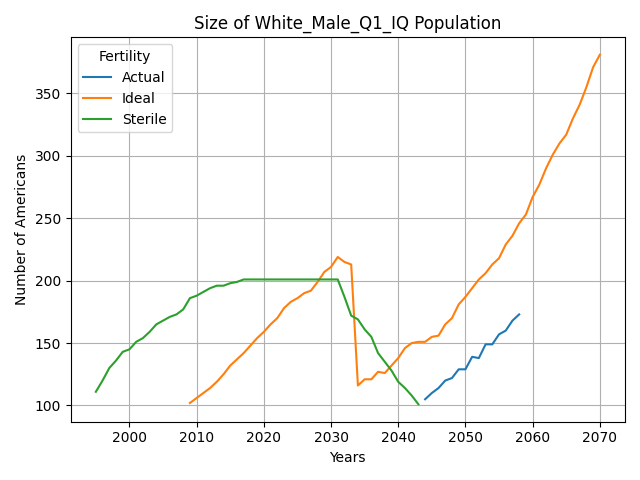 Size of White_Male_Q1_IQ Population
Fertility
Actual
Ideal
Sterile
Number of Americans
350
300
250
200
150
100
2000 2010 2020 2030 2040 2050 2060 2070
Years